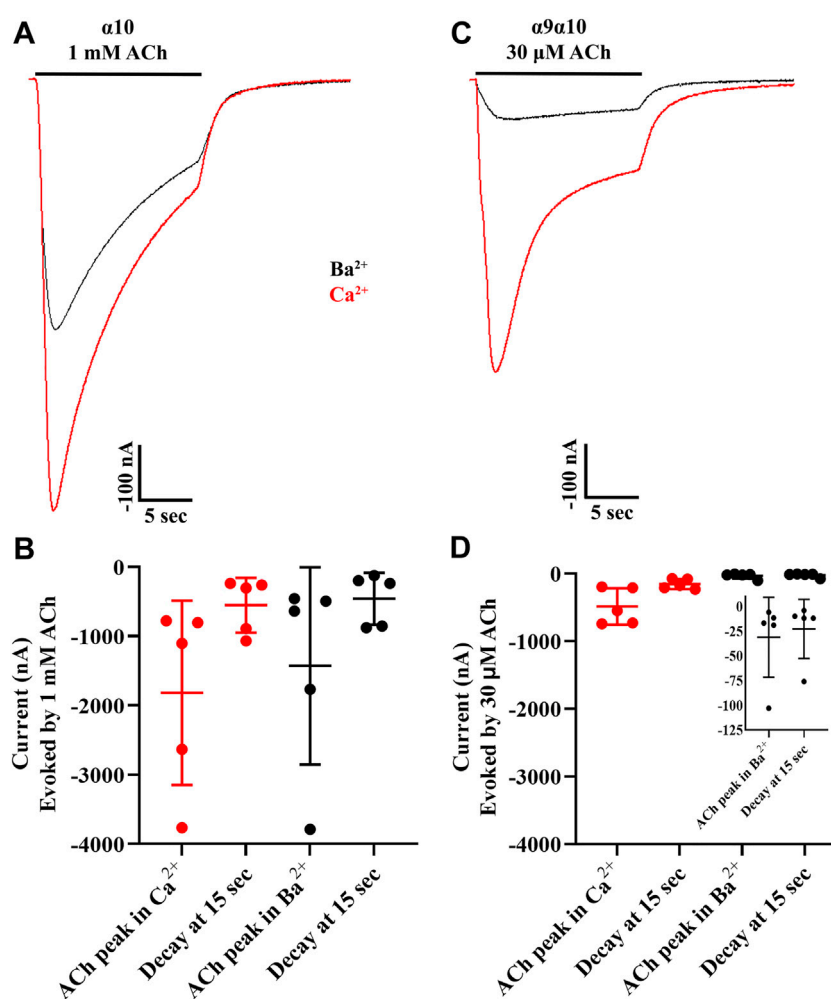 A
α10
1 mM ACh
Ba²⁺
Ca²⁺
-100 nA
5 sec
C
α9α10
30 µM ACh
-100 nA
5 sec
B
Current (nA)
Evoked by 1 mM ACh
0
-1000
-2000
-3000
-4000
ACh peak in Ca²⁺
Decay at 15 sec
ACh peak in Ba²⁺
Decay at 15 sec
D
Current (nA)
Evoked by 30 µM ACh
0
-1000
-2000
-3000
-4000
0
-25
-50
-75
-100
-125
ACh peak in Ba²⁺
Decay at 15 sec
ACh peak in Ca²⁺
Decay at 15 sec
ACh peak in Ba²⁺
Decay at 15 sec